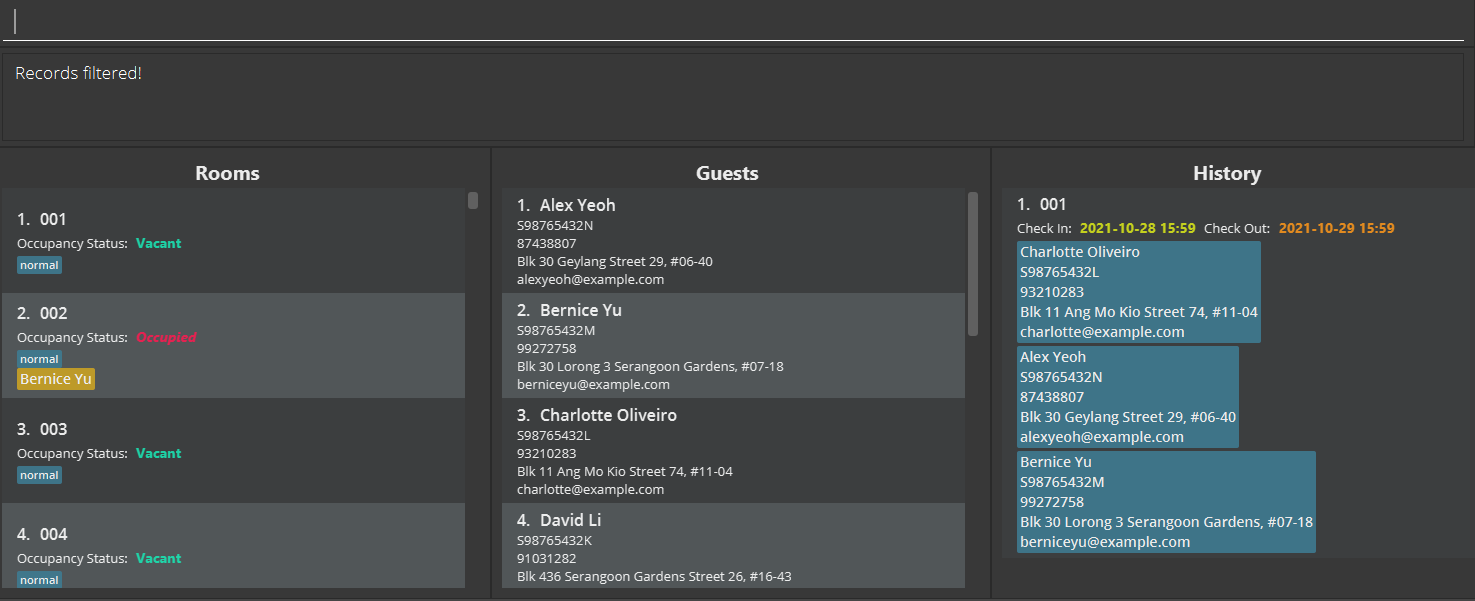 Records filtered!
Rooms
1. 001
Occupancy Status: Vacant
normal
2. 002
Occupancy Status: Occupied
normal
Bernice Yu
3. 003
Occupancy Status: Vacant
normal
4. 004
Occupancy Status: Vacant
normal
Guests
1. Alex Yeoh
S98765432N
87438807
Blk 30 Geylang Street 29, #06-40
alexyeoh@example.com
2. Bernice Yu
S98765432M
99272758
Blk 30 Lorong 3 Serangoon Gardens, #07-18
berniceyu@example.com
3. Charlotte Oliveiro
S98765432L
93210283
Blk 11 Ang Mo Kio Street 74, #11-04
charlotte@example.com
4. David Li
S98765432K
91031282
Blk 436 Serangoon Gardens Street 26, #16-43
History
1. 001
Check In: 2021-10-28 15:59 Check Out: 2021-10-29 15:59
Charlotte Oliveiro
S98765432L
93210283
Blk 11 Ang Mo Kio Street 74, #11-04
charlotte@example.com
Alex Yeoh
S98765432N
87438807
Blk 30 Geylang Street 29, #06-40
alexyeoh@example.com
Bernice Yu
S98765432M
99272758
Blk 30 Lorong 3 Serangoon Gardens, #07-18
berniceyu@example.com